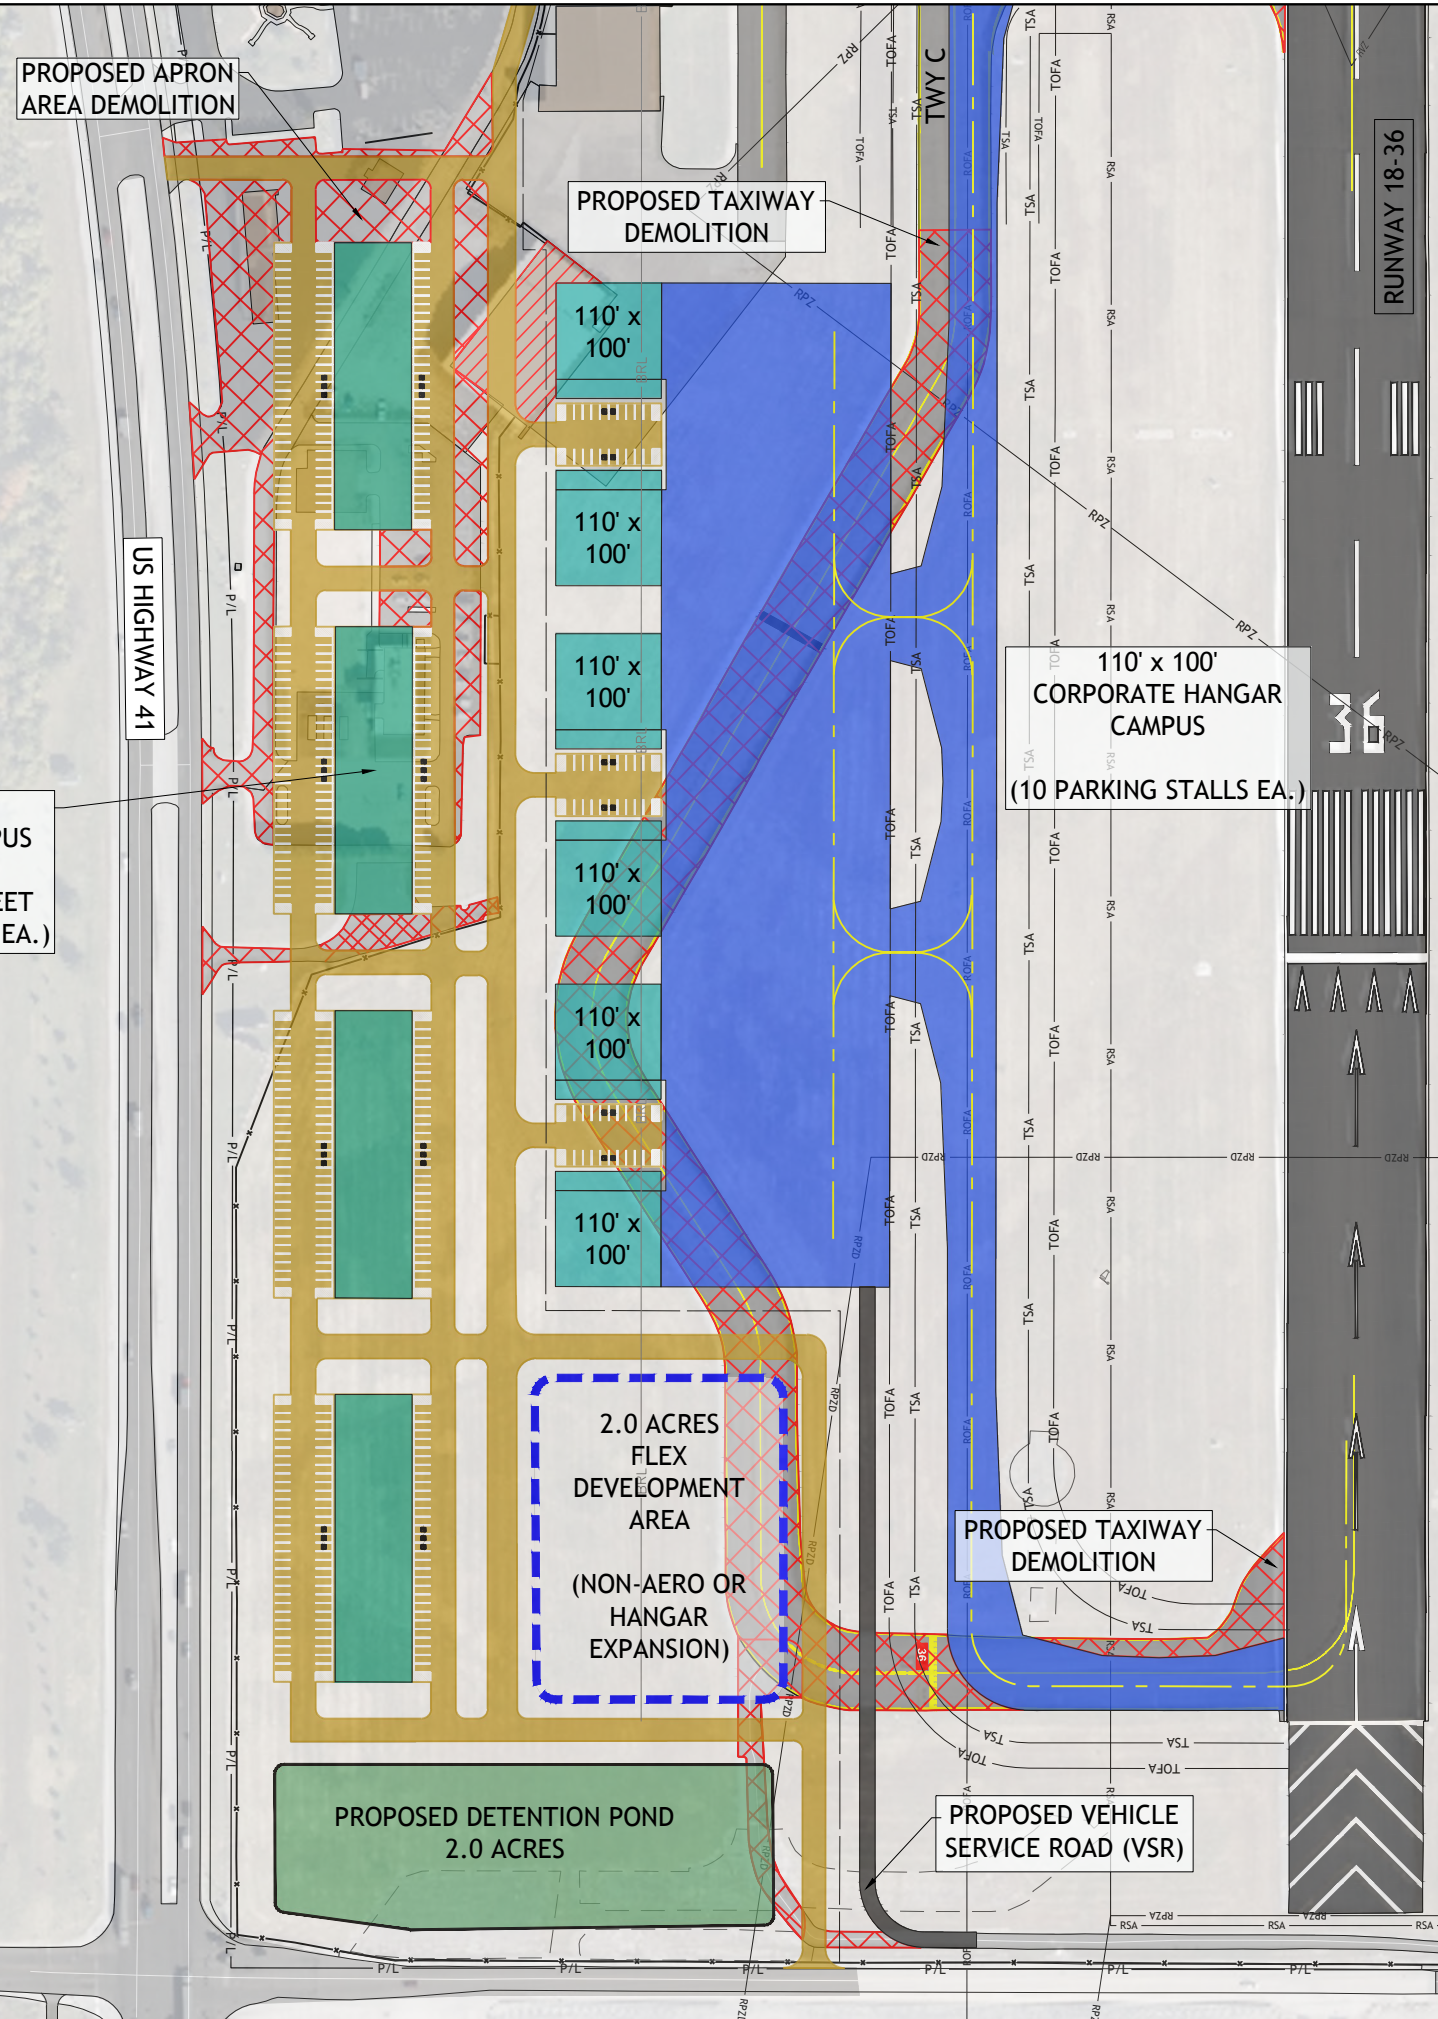 PROPOSED APRON
AREA DEMOLITION
TWY C
PROPOSED TAXIWAY
DEMOLITION
RUNWAY 18-36
110' x
100'
110' x
100'
110' x
100'
110' x
100'
110' x
100'
110' x
100'
US HIGHWAY 41
110' x 100'
CORPORATE HANGAR
CAMPUS
(10 PARKING STALLS EA.)
36
EA.)
2.0 ACRES
FLEX
DEVELOPMENT
AREA
(NON-AERO OR
HANGAR
EXPANSION)
PROPOSED TAXIWAY
DEMOLITION
36
PROPOSED DETENTION POND
2.0 ACRES
PROPOSED VEHICLE
SERVICE ROAD (VSR)
P/L
BRL
RPZ
TOFA
TSA
ROFA
RSA
RPZD
RPZA